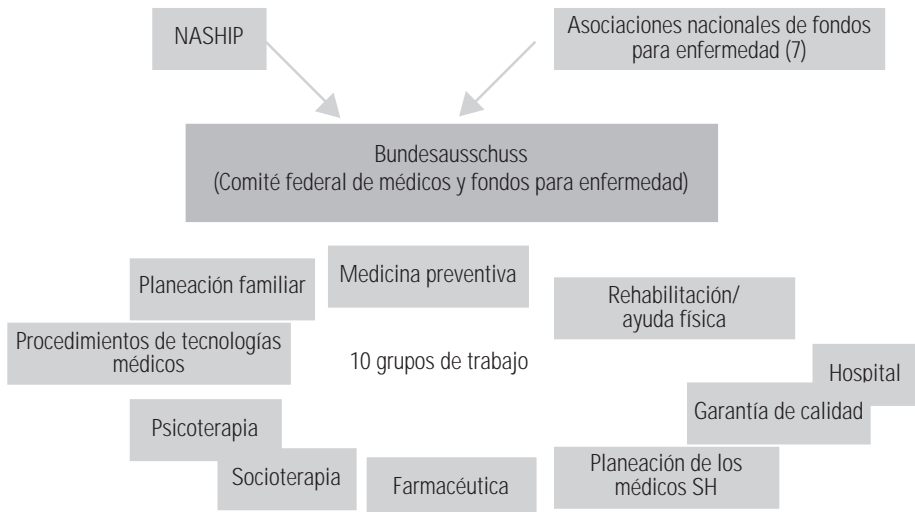 NASHIP
Asociaciones nacionales de fondos
para enfermedad (7)
Bundesausschuss
(Comité federal de médicos y fondos para enfermedad)
Planeación familiar
Medicina preventiva
Rehabilitación/
ayuda física
Procedimientos de tecnologías
médicos
10 grupos de trabajo
Hospital
Garantía de calidad
Psicoterapia
Socioterapia
Farmacéutica
Planeación de los
médicos SH